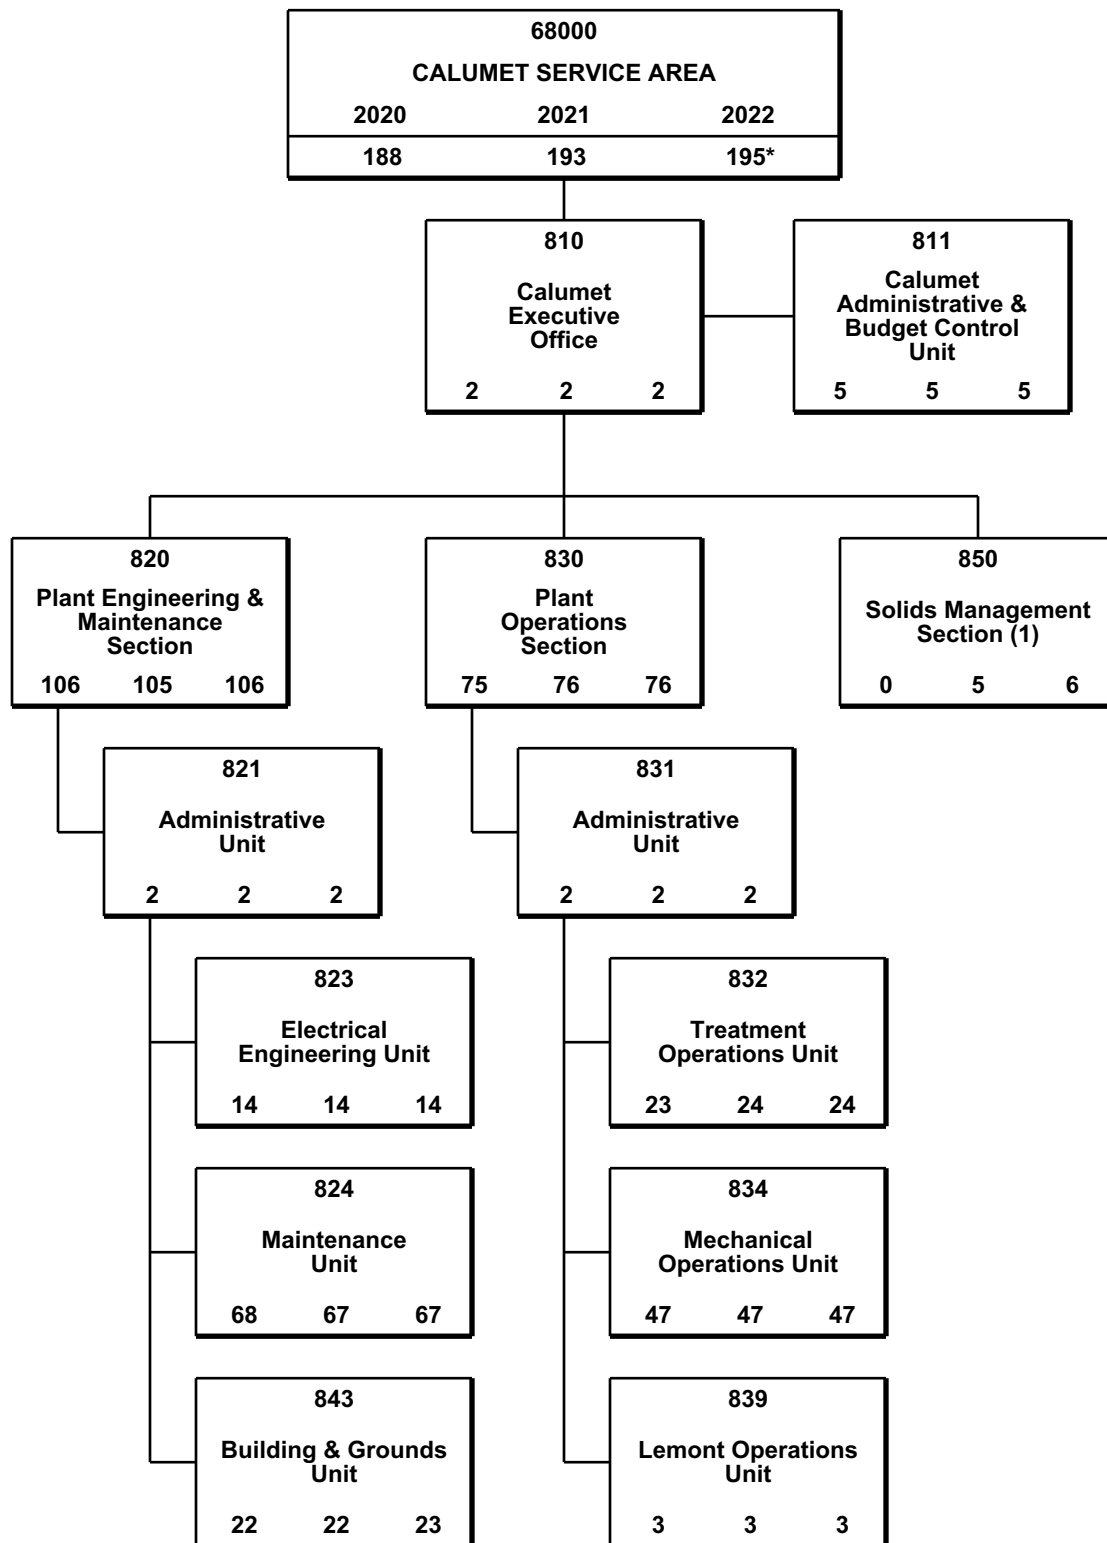 68000
CALUMET SERVICE AREA
2020 2021 2022
188 193 195*
810
Calumet
Executive
Office
2 2 2
811
Calumet
Administrative &
Budget Control
Unit
5 5 5
820
Plant Engineering &
Maintenance
Section
106 105 106
830
Plant
Operations
Section
75 76 76
850
Solids Management
Section (1)
0 5 6
821
Administrative
Unit
2 2 2
831
Administrative
Unit
2 2 2
823
Electrical
Engineering Unit
14 14 14
832
Treatment
Operations Unit
23 24 24
824
Maintenance
Unit
68 67 67
834
Mechanical
Operations Unit
47 47 47
843
Building & Grounds
Unit
22 22 23
839
Lemont Operations
Unit
3 3 3